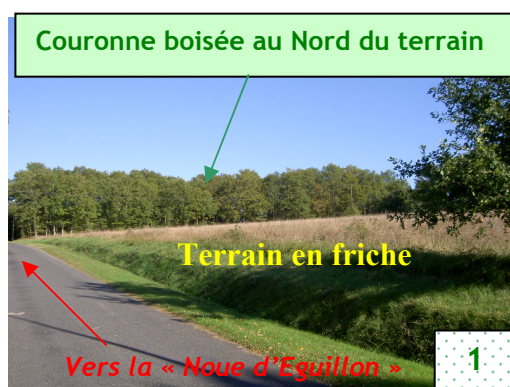 Couronne boisée au Nord du terrain
Terrain en friche
Vers la « Noue d'Eguillon »
1